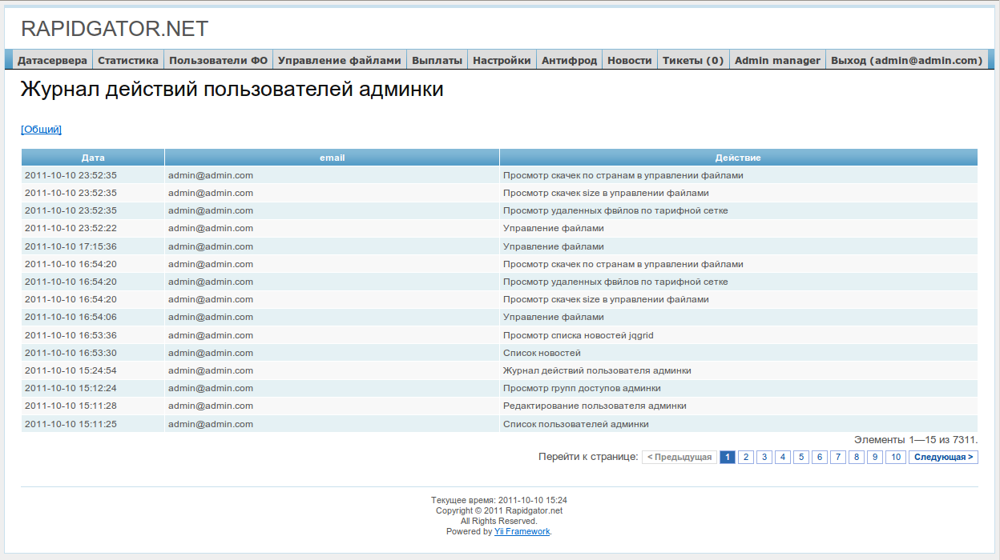 RAPIDGATOR.NET
Датасервера Статистика Пользователи ФО Управление файлами Выплаты Настройки Антифрод Новости Тикеты (0) Admin manager Выход (admin@admin.com)
Журнал действий пользователей админки
[Общий]
Дата email Действие
2011-10-10 23:52:35 admin@admin.com Просмотр скачек по странам в управлении файлами
2011-10-10 23:52:35 admin@admin.com Просмотр скачек size в управлении файлами
2011-10-10 23:52:35 admin@admin.com Просмотр удаленных фвйлов по тарифной сетке
2011-10-10 23:52:22 admin@admin.com Управление файлами
2011-10-10 17:15:36 admin@admin.com Управление файлами
2011-10-10 16:54:20 admin@admin.com Просмотр скачек по странам в управлении файлами
2011-10-10 16:54:20 admin@admin.com Просмотр удаленных фвйлов по тарифной сетке
2011-10-10 16:54:20 admin@admin.com Просмотр скачек size в управлении файлами
2011-10-10 16:54:06 admin@admin.com Управление файлами
2011-10-10 16:53:36 admin@admin.com Просмотр списка новостей jqgrid
2011-10-10 16:53:30 admin@admin.com Список новостей
2011-10-10 15:24:54 admin@admin.com Журнал действий пользователя админки
2011-10-10 15:12:24 admin@admin.com Просмотр групп доступов админки
2011-10-10 15:11:28 admin@admin.com Редактирование пользователя админки
2011-10-10 15:11:25 admin@admin.com Список пользователей админки
Элементы 1—15 из 7311.
Перейти к странице: < Предыдущая 1 2 3 4 5 6 7 8 9 10 Следующая >
Текущее время: 2011-10-10 15:24
Copyright © 2011 Rapidgator.net
All Rights Reserved.
Powered by Yii Framework.